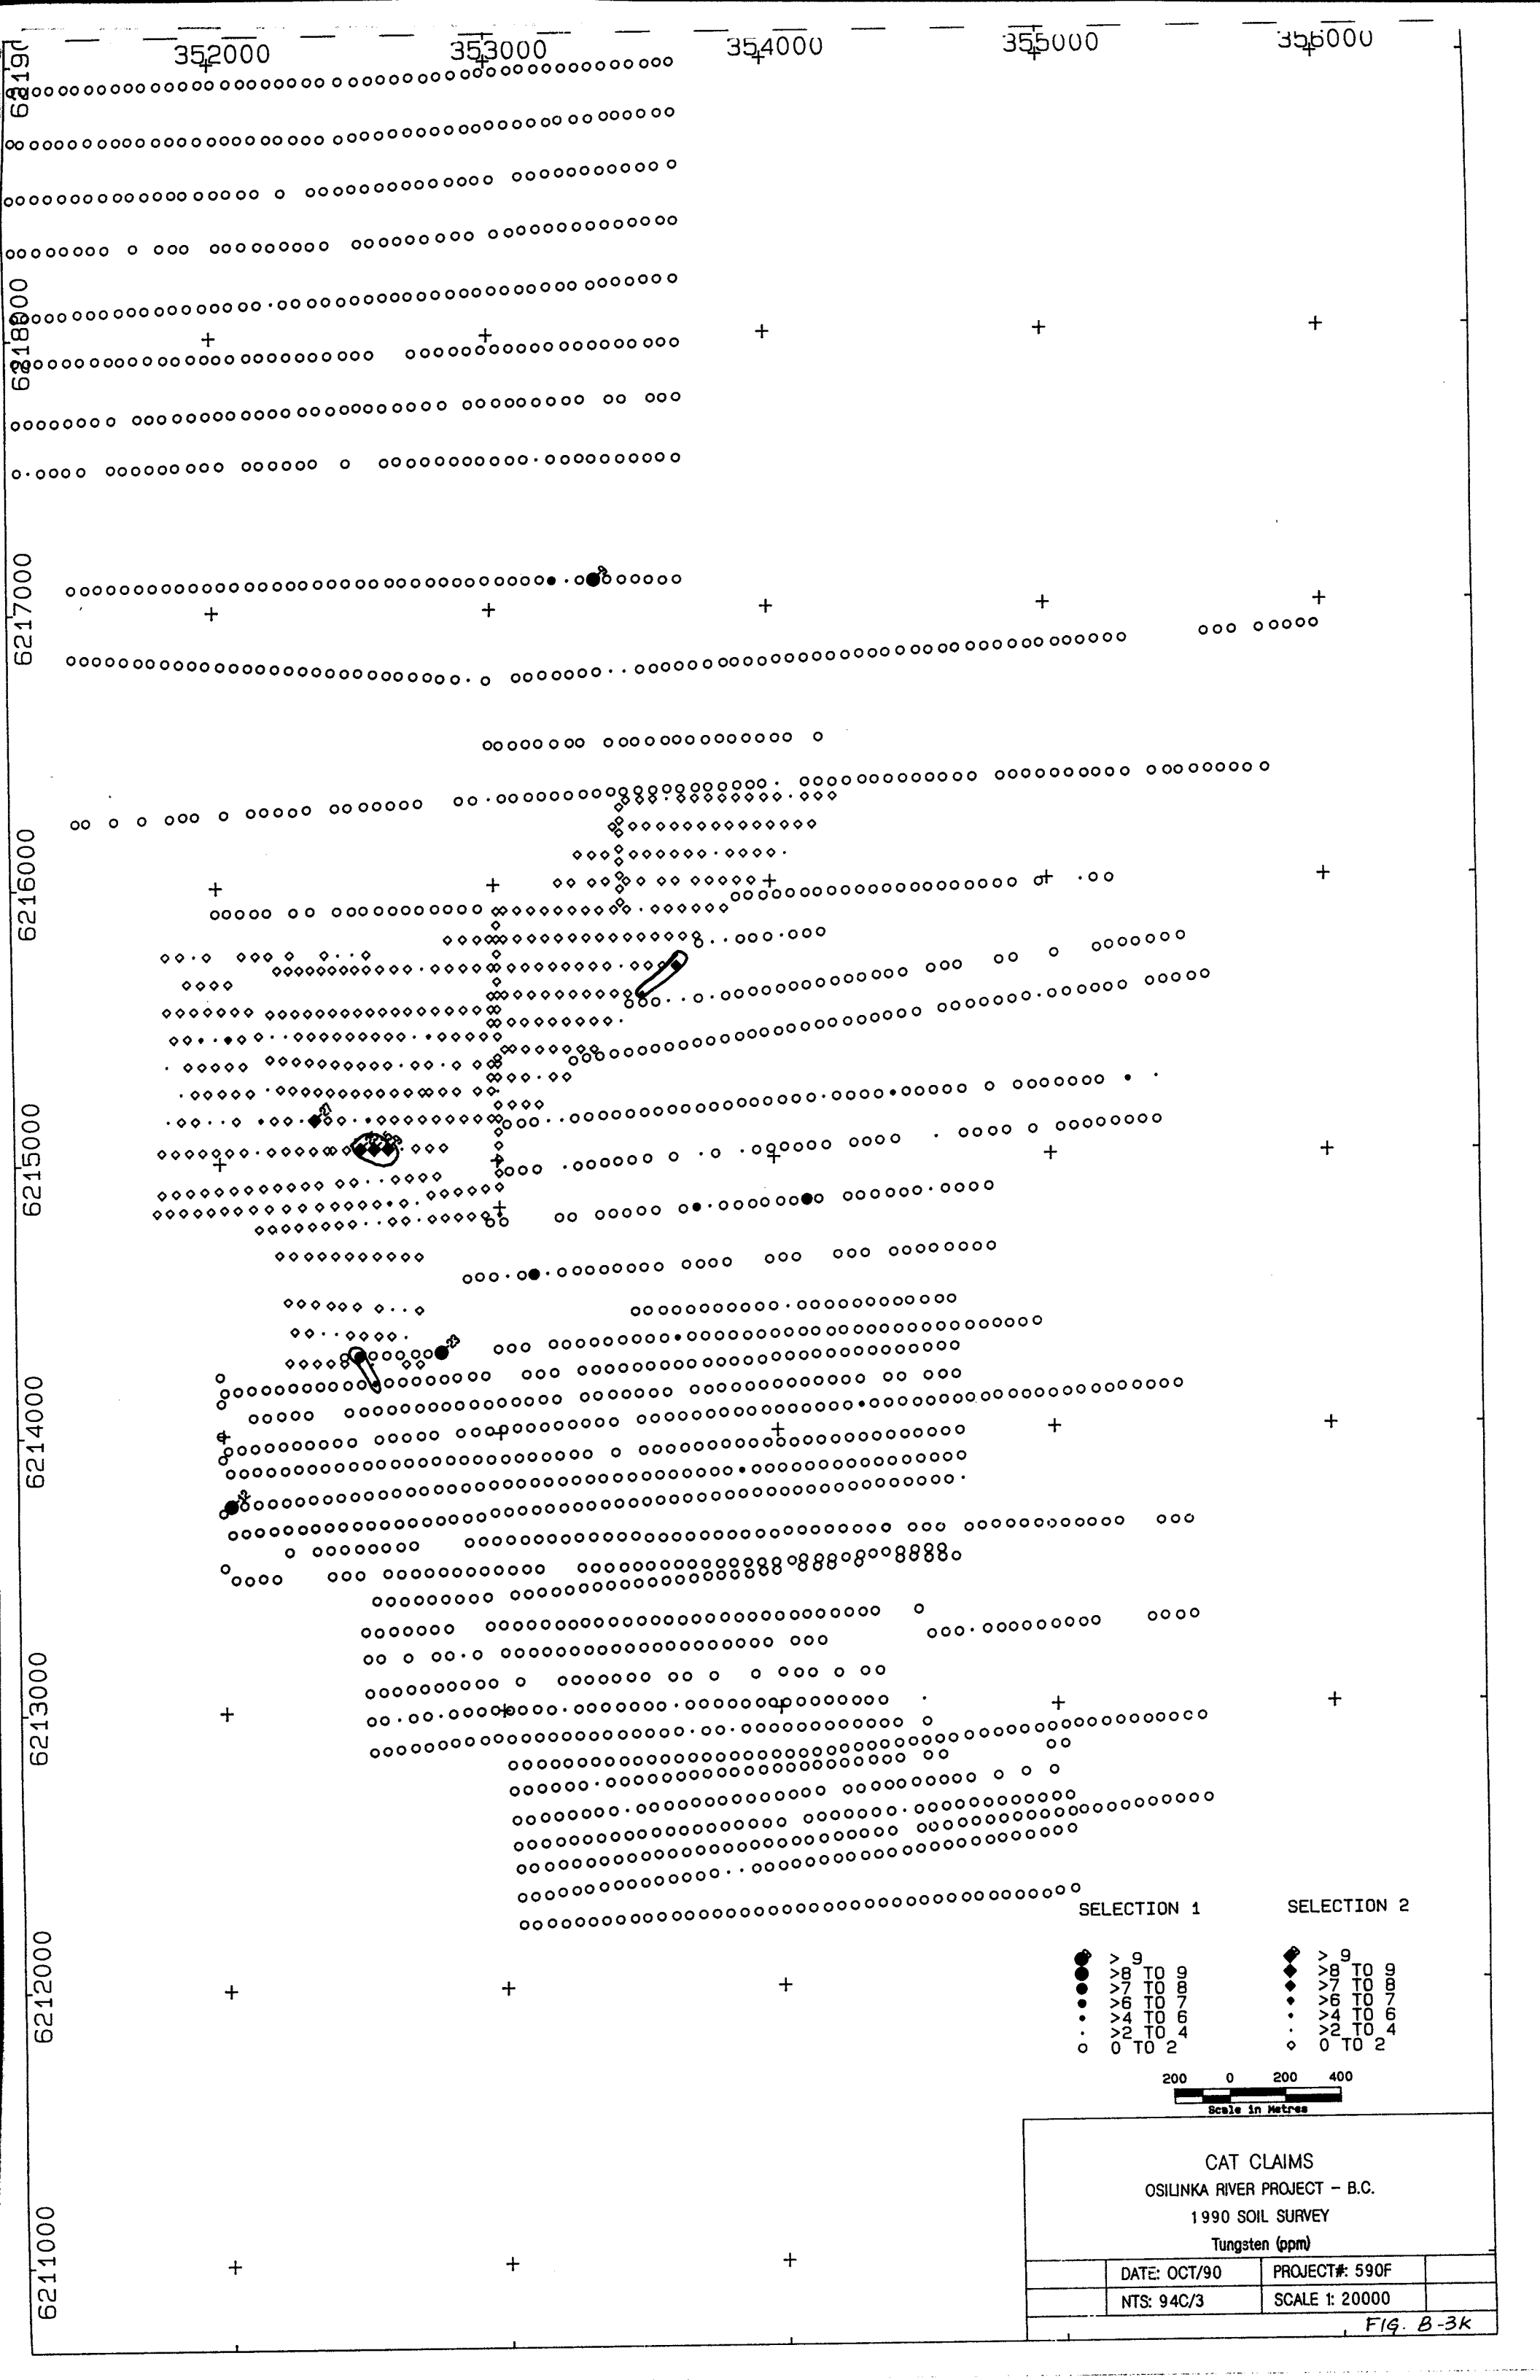 352000 353000 354000 355000 356000
6218000
6217000
6216000
6215000
6214000
6213000
6212000
6211000
SELECTION 1 SELECTION 2
> 9 > 9
>8 TO 9 >8 TO 9
>7 TO 8 >7 TO 8
>6 TO 7 >6 TO 7
>4 TO 6 >4 TO 6
>2 TO 4 >2 TO 4
0 TO 2 0 TO 2
200 0 200 400
Scale in Metres
CAT CLAIMS
OSILINKA RIVER PROJECT - B.C.
1990 SOIL SURVEY
Tungsten (ppm)
DATE: OCT/90 PROJECT#: 590F
NTS: 94C/3 SCALE 1: 20000
FIG. B-3K